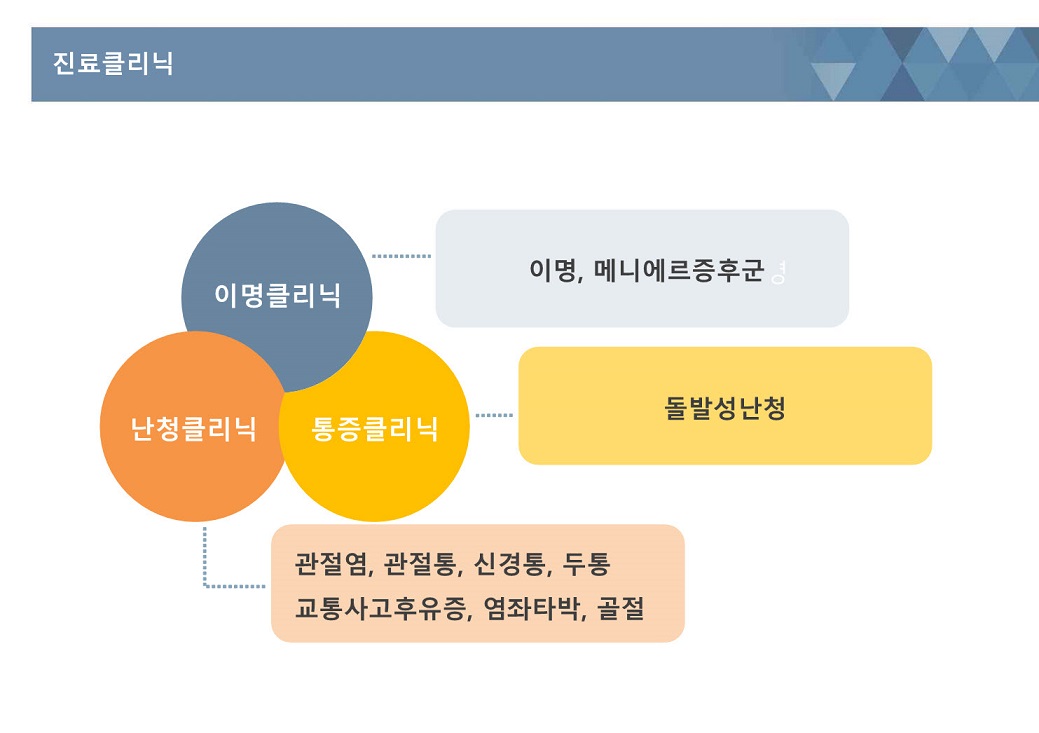 진료클리닉
이명클리닉
이명, 메니에르증후군
난청클리닉
통증클리닉
돌발성난청
관절염, 관절통, 신경통, 두통
교통사고후유증, 염좌타박, 골절